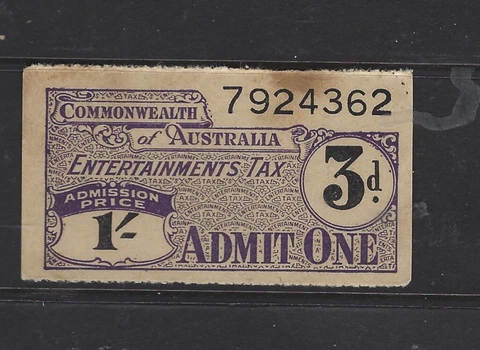 7924362
COMMONWEALTH
of AUSTRALIA
ENTERTAINMENTS TAX
3d.
ADMISSION
PRICE
1/-
ADMIT ONE